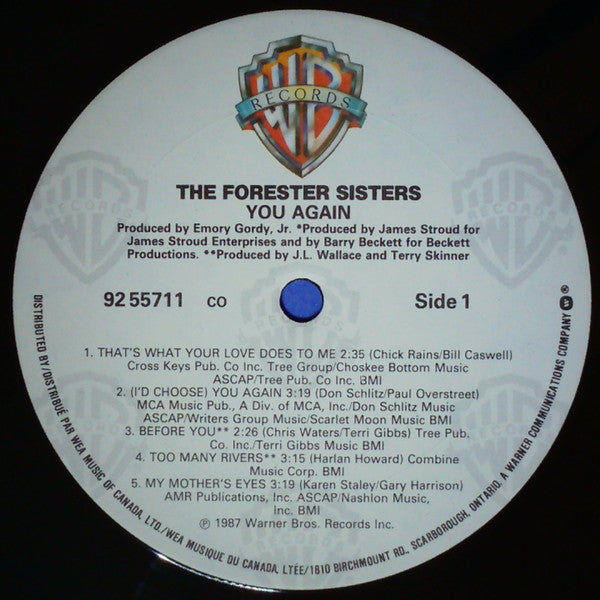 RECORDS
THE FORESTER SISTERS
YOU AGAIN
Produced by Emory Gordy, Jr. *Produced by James Stroud for
James Stroud Enterprises and by Barry Beckett for Beckett
Productions. **Produced by J.L. Wallace and Terry Skinner
92 55711 CO
Side 1
1. THAT'S WHAT YOUR LOVE DOES TO ME 2:35 (Chick Rains/Bill Caswell)
Cross Keys Pub. Co Inc. Tree Group/Choskee Bottom Music
ASCAP/Tree Pub. Co Inc. BMI
2. (I'D CHOOSE) YOU AGAIN 3:19 (Don Schlitz/Paul Overstreet)
MCA Music Pub., A Div. of MCA, Inc./Don Schlitz Music
ASCAP/Writers Group Music/Scarlet Moon Music BMI
3. BEFORE YOU** 2:26 (Chris Waters/Terri Gibbs) Tree Pub.
Co. Inc./Terri Gibbs Music BMI
4. TOO MANY RIVERS** 3:15 (Harlan Howard) Combine
Music Corp. BMI
5. MY MOTHER'S EYES 3:19 (Karen Staley/Gary Harrison)
AMR Publications, Inc. ASCAP/Nashlon Music,
Inc. BMI
℗ 1987 Warner Bros. Records Inc.
DISTRIBUTED BY/DISTRIBUÉ PAR WEA MUSIC OF CANADA, LTD./WEA MUSIQUE DU CANADA, LTÉE/1810 BIRCHMOUNT RD., SCARBOROUGH, ONTARIO. A WARNER COMMUNICATIONS COMPANY ®